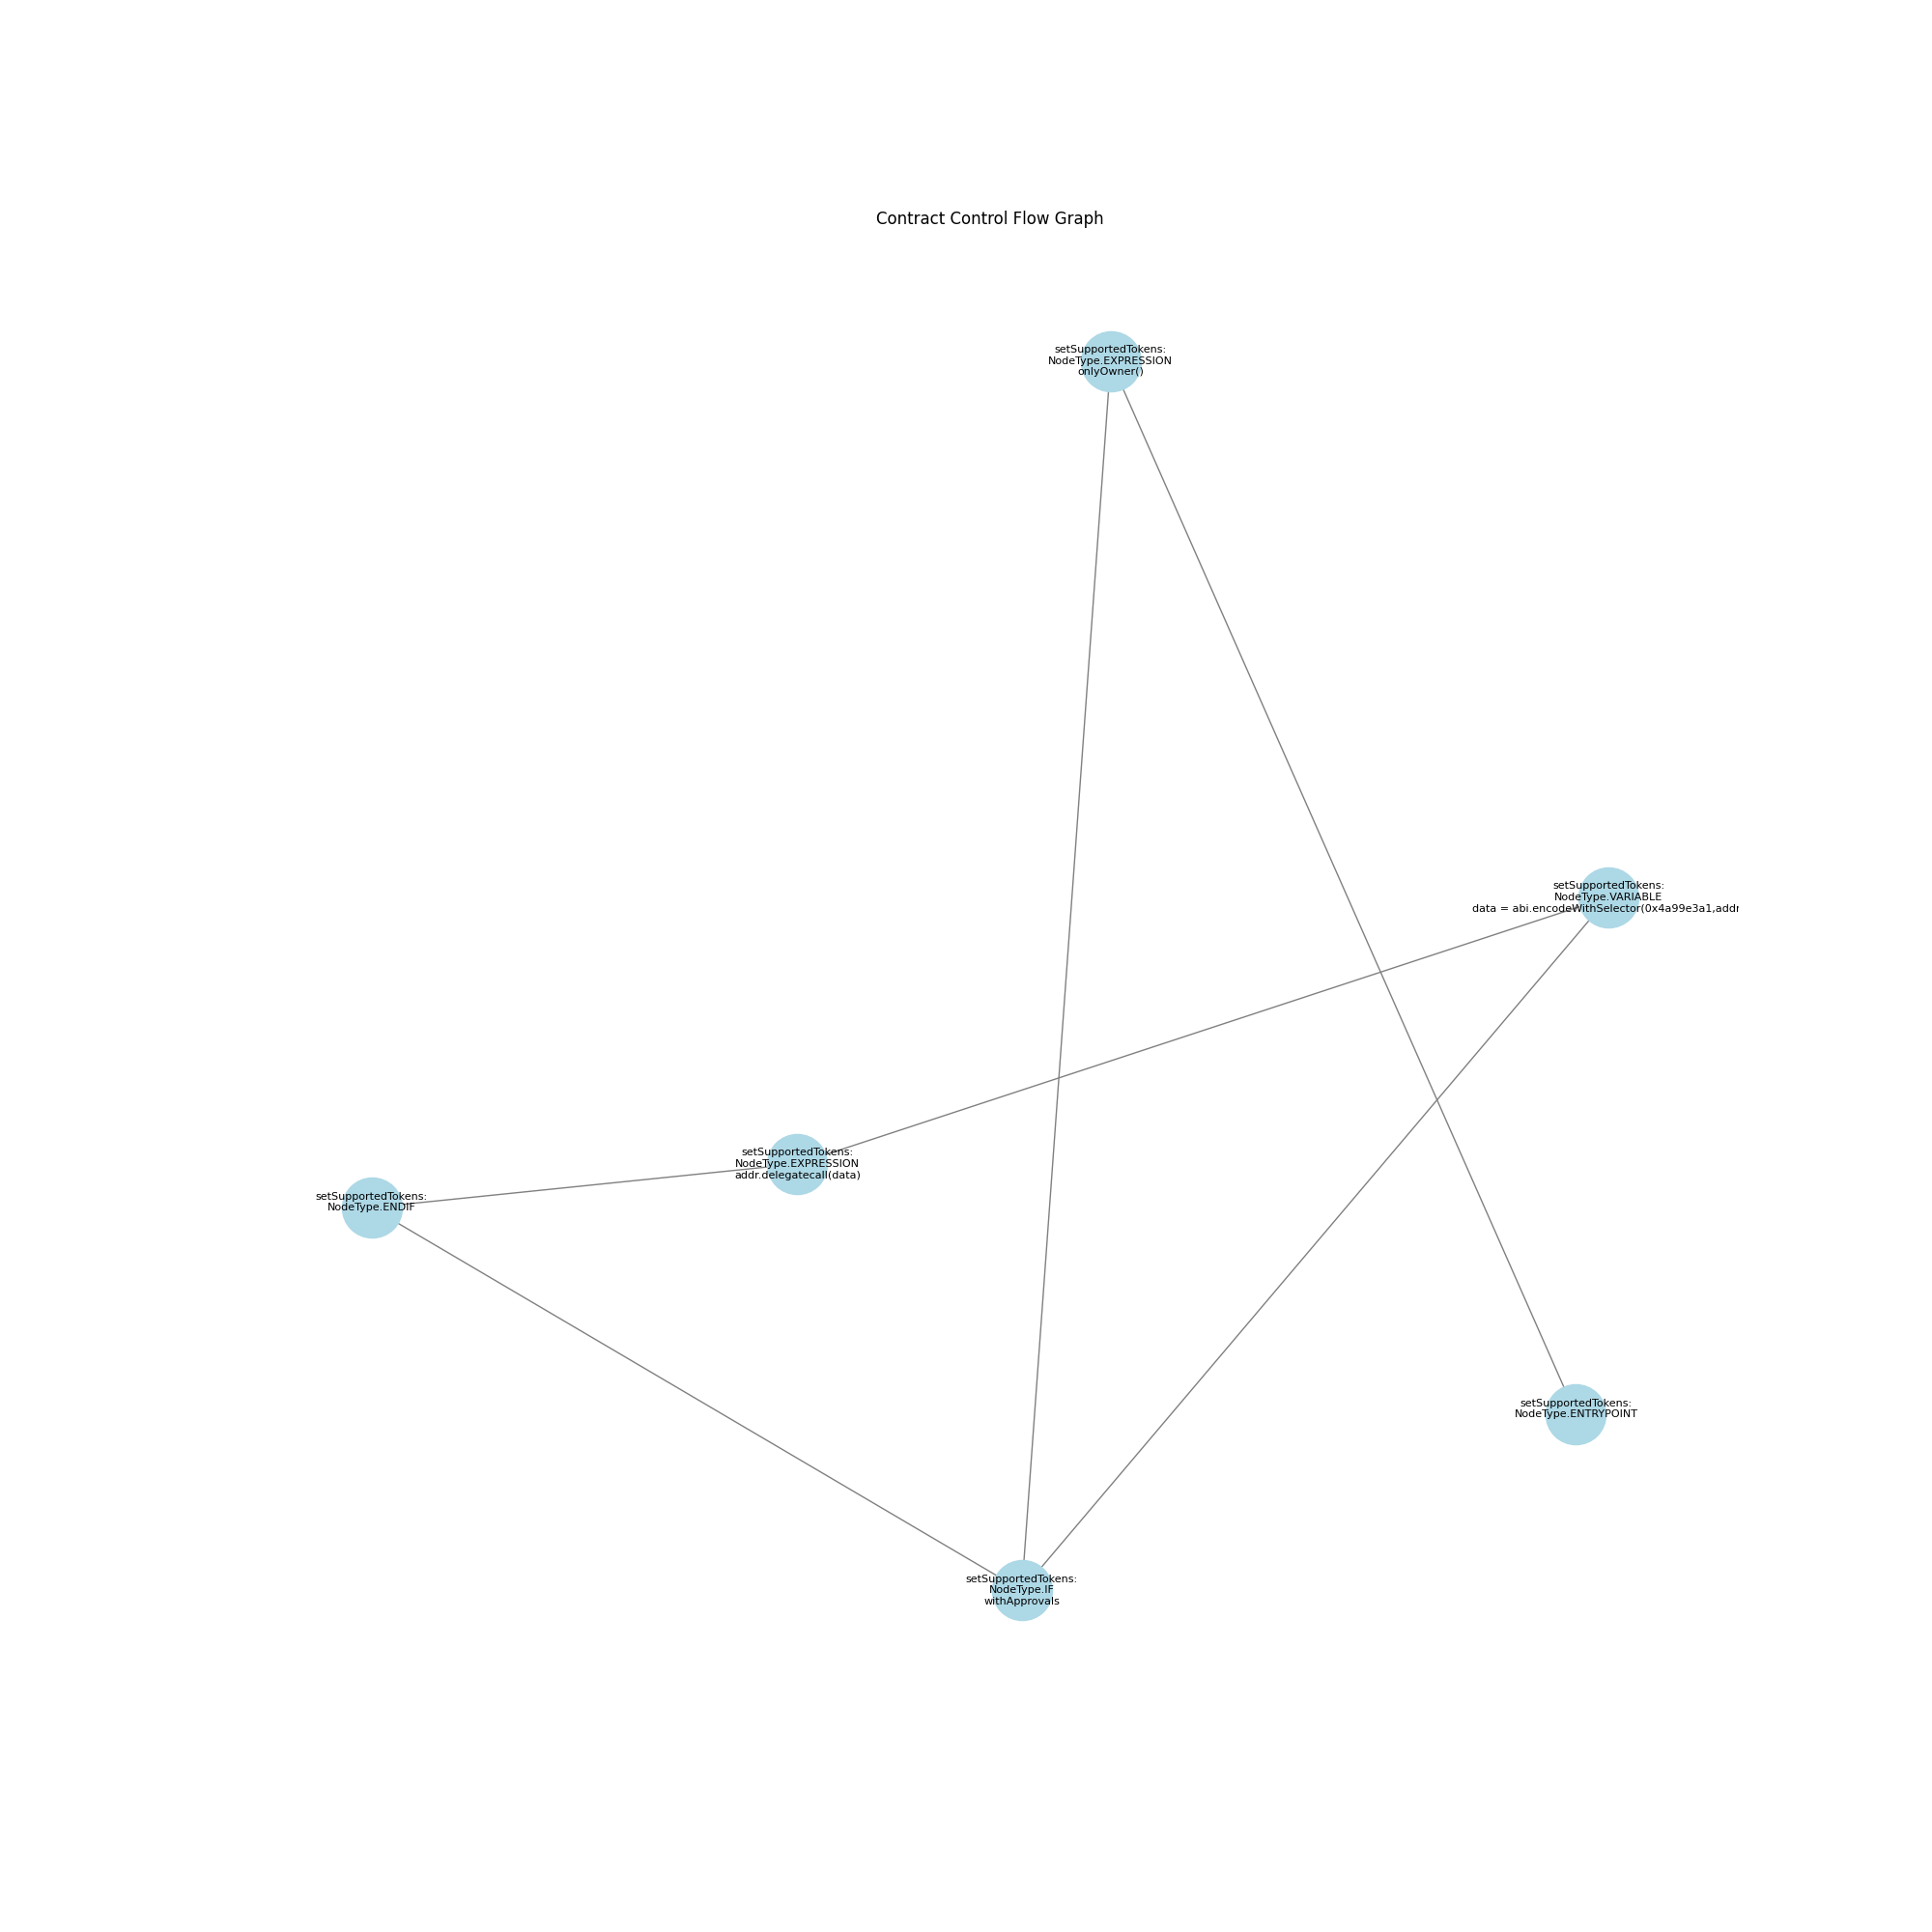 Contract Control Flow Graph
setSupportedTokens:
NodeType.EXPRESSION
onlyOwner()
setSupportedTokens:
NodeType.VARIABLE
data = abi.encodeWithSelector(0x4a99e3a1,addr
setSupportedTokens:
NodeType.EXPRESSION
addr.delegatecall(data)
setSupportedTokens:
NodeType.ENDIF
setSupportedTokens:
NodeType.ENTRYPOINT
setSupportedTokens:
NodeType.IF
withApprovals